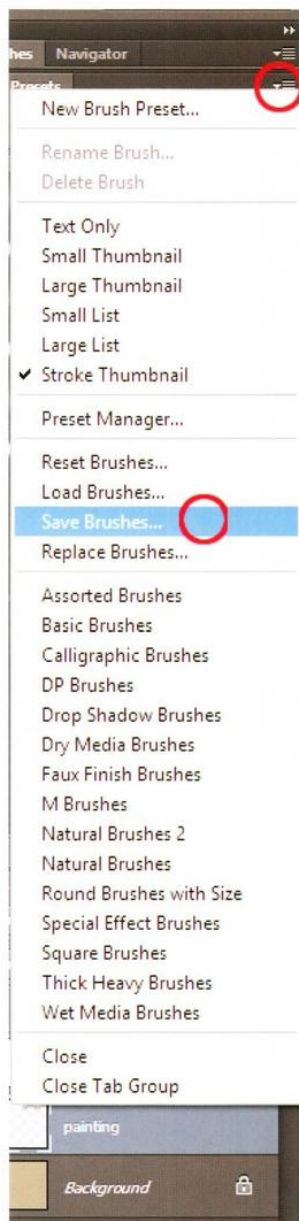 hes Navigator
Presets
New Brush Preset...
Rename Brush...
Delete Brush
Text Only
Small Thumbnail
Large Thumbnail
Small List
Large List
Stroke Thumbnail
Preset Manager...
Reset Brushes...
Load Brushes...
Save Brushes...
Replace Brushes...
Assorted Brushes
Basic Brushes
Calligraphic Brushes
DP Brushes
Drop Shadow Brushes
Dry Media Brushes
Faux Finish Brushes
M Brushes
Natural Brushes 2
Natural Brushes
Round Brushes with Size
Special Effect Brushes
Square Brushes
Thick Heavy Brushes
Wet Media Brushes
Close
Close Tab Group
painting
Background